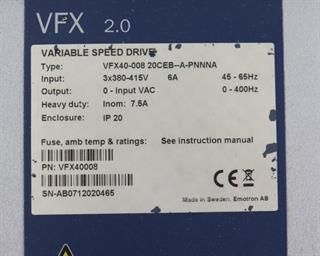 VFX 2.0
VARIABLE SPEED DRIVE
Type: VFX40-008 20CEB--A-PNNNA
Input: 3x380-415V 6A 45 - 65Hz
Output: 0 - Input VAC 0 - 400Hz
Heavy duty: Inom: 7.5A
Enclosure: IP 20
Fuse, amb temp & ratings: See instruction manual
PN: VFX40008
SN-AB0712020465
CE
Made in Sweden, Emotron AB